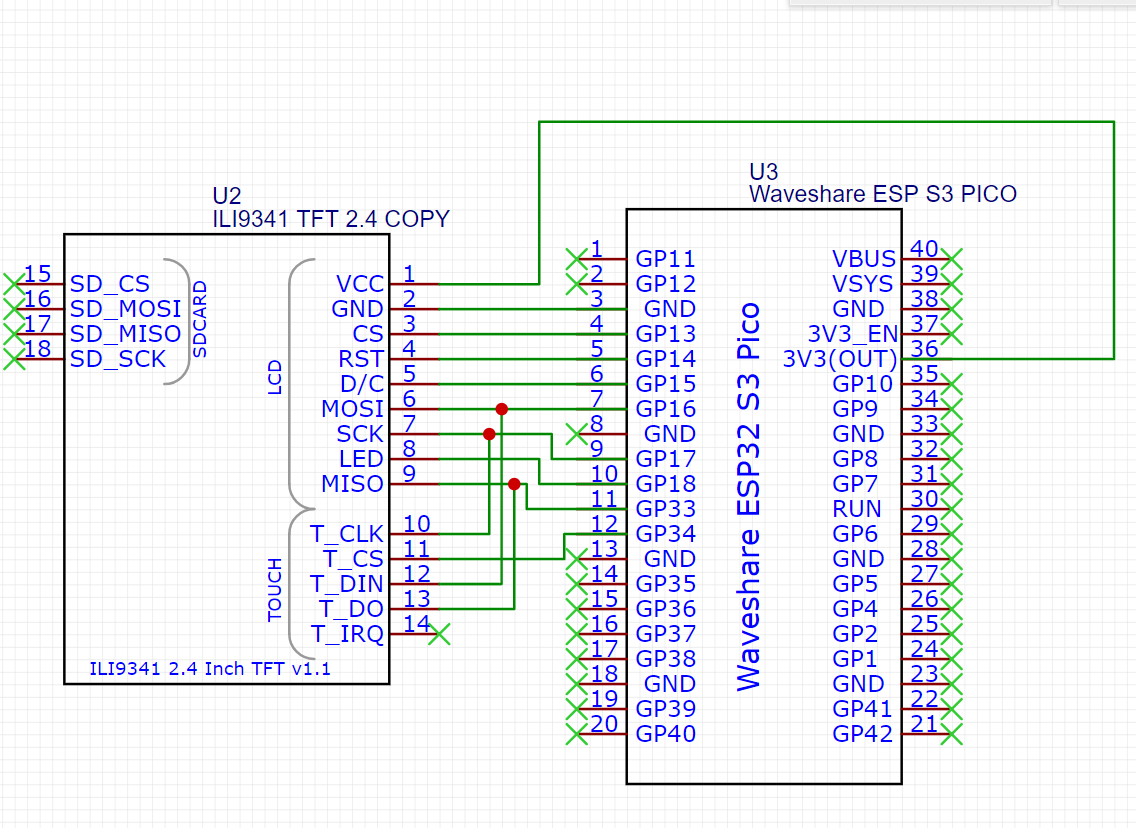 U2
ILI9341 TFT 2.4 COPY
15 SD_CS
16 SD_MOSI
17 SD_MISO
18 SD_SCK
SDCARD
LCD
VCC 1
GND 2
CS 3
RST 4
D/C 5
MOSI 6
SCK 7
LED 8
MISO 9
TOUCH
T_CLK 10
T_CS 11
T_DIN 12
T_DO 13
T_IRQ 14
ILI9341 2.4 Inch TFT v1.1
U3
Waveshare ESP S3 PICO
1 GP11
2 GP12
3 GND
4 GP13
5 GP14
6 GP15
7 GP16
8 GND
9 GP17
10 GP18
11 GP33
12 GP34
13 GND
14 GP35
15 GP36
16 GP37
17 GP38
18 GND
19 GP39
20 GP40
Waveshare ESP32 S3 Pico
VBUS 40
VSYS 39
GND 38
3V3_EN 37
3V3(OUT) 36
GP10 35
GP9 34
GND 33
GP8 32
GP7 31
RUN 30
GP6 29
GND 28
GP5 27
GP4 26
GP2 25
GP1 24
GND 23
GP41 22
GP42 21